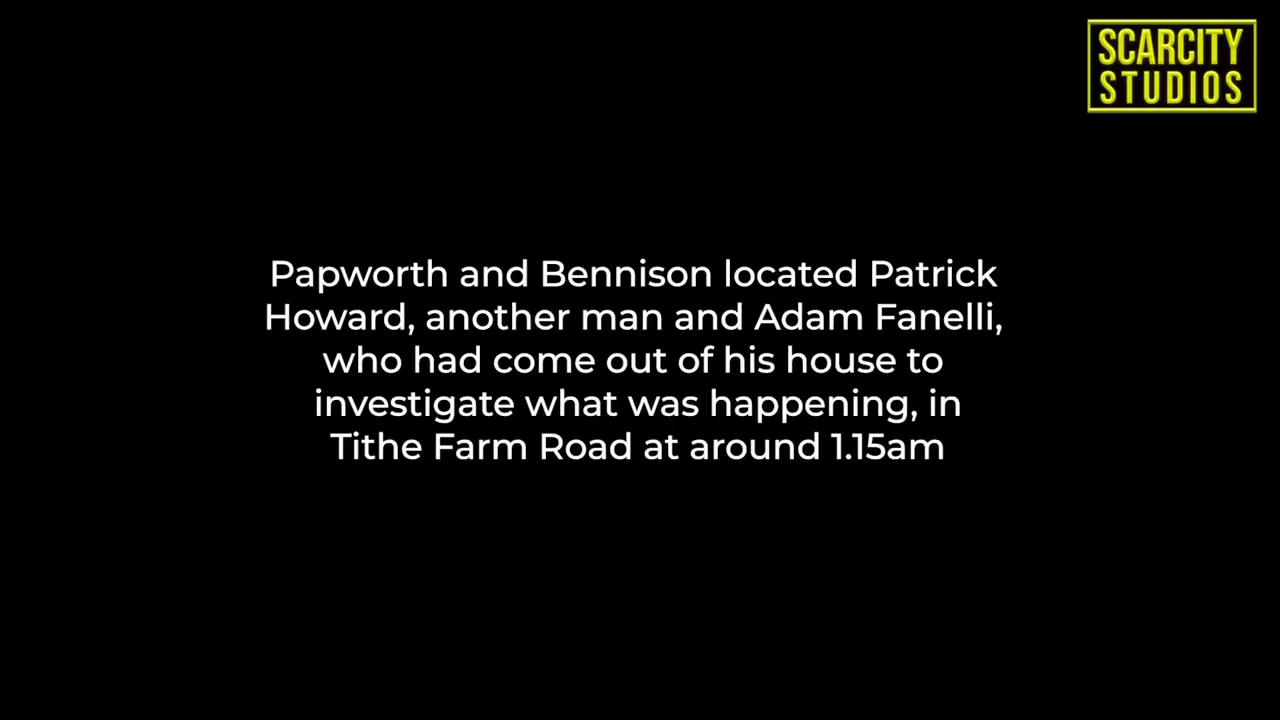 SCARCITY
STUDIOS
Papworth and Bennison located Patrick
Howard, another man and Adam Fanelli,
who had come out of his house to
investigate what was happening, in
Tithe Farm Road at around 1.15am